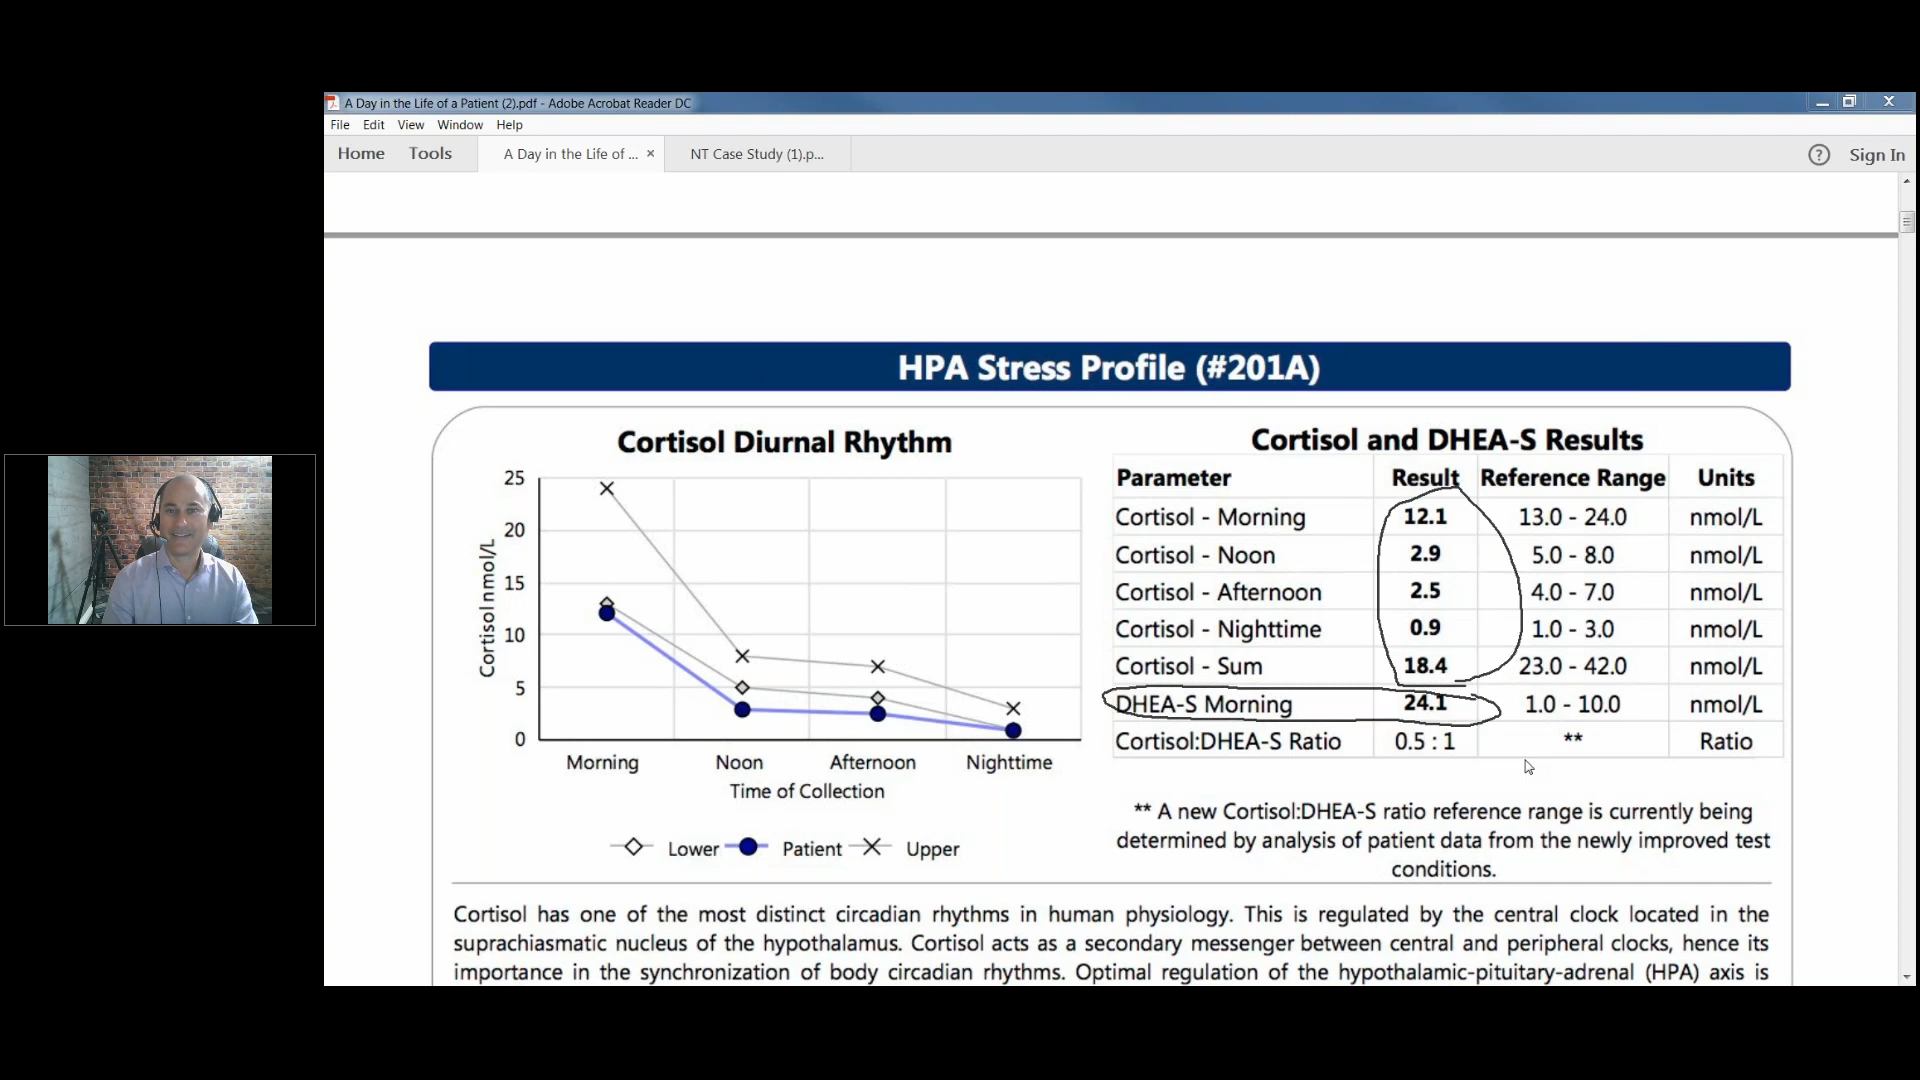 A Day in the Life of a Patient (2).pdf - Adobe Acrobat Reader DC
File Edit View Window Help
Home Tools A Day in the Life of ... × NT Case Study (1).p... ? Sign In
HPA Stress Profile (#201A)
Cortisol Diurnal Rhythm
25
20
15
10
5
0
Cortisol nmol/L
Morning Noon Afternoon Nighttime
Time of Collection
Lower Patient Upper
Cortisol and DHEA-S Results
Parameter Result Reference Range Units
Cortisol - Morning 12.1 13.0 - 24.0 nmol/L
Cortisol - Noon 2.9 5.0 - 8.0 nmol/L
Cortisol - Afternoon 2.5 4.0 - 7.0 nmol/L
Cortisol - Nighttime 0.9 1.0 - 3.0 nmol/L
Cortisol - Sum 18.4 23.0 - 42.0 nmol/L
DHEA-S Morning 24.1 1.0 - 10.0 nmol/L
Cortisol:DHEA-S Ratio 0.5 : 1 ** Ratio
** A new Cortisol:DHEA-S ratio reference range is currently being
determined by analysis of patient data from the newly improved test
conditions.
Cortisol has one of the most distinct circadian rhythms in human physiology. This is regulated by the central clock located in the
suprachiasmatic nucleus of the hypothalamus. Cortisol acts as a secondary messenger between central and peripheral clocks, hence its
importance in the synchronization of body circadian rhythms. Optimal regulation of the hypothalamic-pituitary-adrenal (HPA) axis is